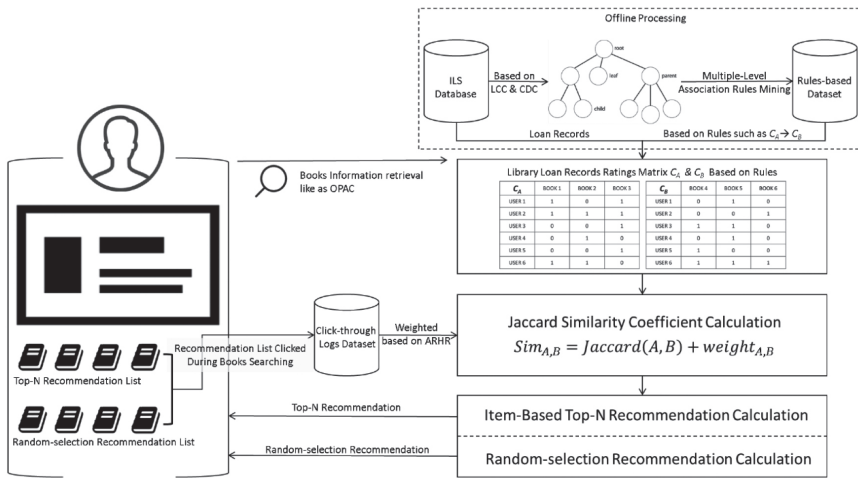 Offline Processing
ILS
Database
Based on
LCC & CDC
root
leaf
parent
child
Multiple-Level
Association Rules Mining
Rules-based
Dataset
Loan Records
Based on Rules such as C_A→ C_B
Books Information retrieval
like as OPAC
Library Loan Records Ratings Matrix C_A & C_B Based on Rules
C_A BOOK 1 BOOK 2 BOOK 3
USER 1 1 0 1
USER 2 1 1 1
USER 3 0 0 1
USER 4 0 1 0
USER 5 0 0 1
USER 6 1 1 0
C_B BOOK 4 BOOK 5 BOOK 6
USER 1 0 1 0
USER 2 0 0 1
USER 3 1 1 0
USER 4 0 1 0
USER 5 1 0 0
USER 6 1 1 1
Click-through
Logs Dataset
Weighted
based on ARHR
Jaccard Similarity Coefficient Calculation
Sim_{A,B} = Jaccard(A, B) + weight_{A,B}
Recommendation List Clicked
During Books Searching
Top-N Recommendation List
Random-selection Recommendation List
Top-N Recommendation
Item-Based Top-N Recommendation Calculation
Random-selection Recommendation
Random-selection Recommendation Calculation